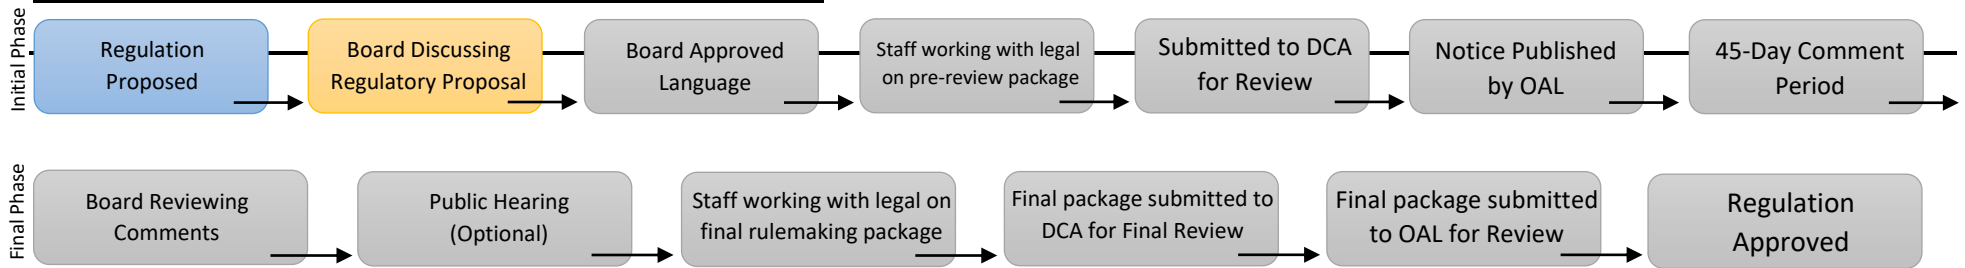 Initial Phase
Regulation
Proposed
Board Discussing
Regulatory Proposal
Board Approved
Language
Staff working with legal
on pre-review package
Submitted to DCA
for Review
Notice Published
by OAL
45-Day Comment
Period
Final Phase
Board Reviewing
Comments
Public Hearing
(Optional)
Staff working with legal on
final rulemaking package
Final package submitted to
DCA for Final Review
Final package submitted
to OAL for Review
Regulation
Approved